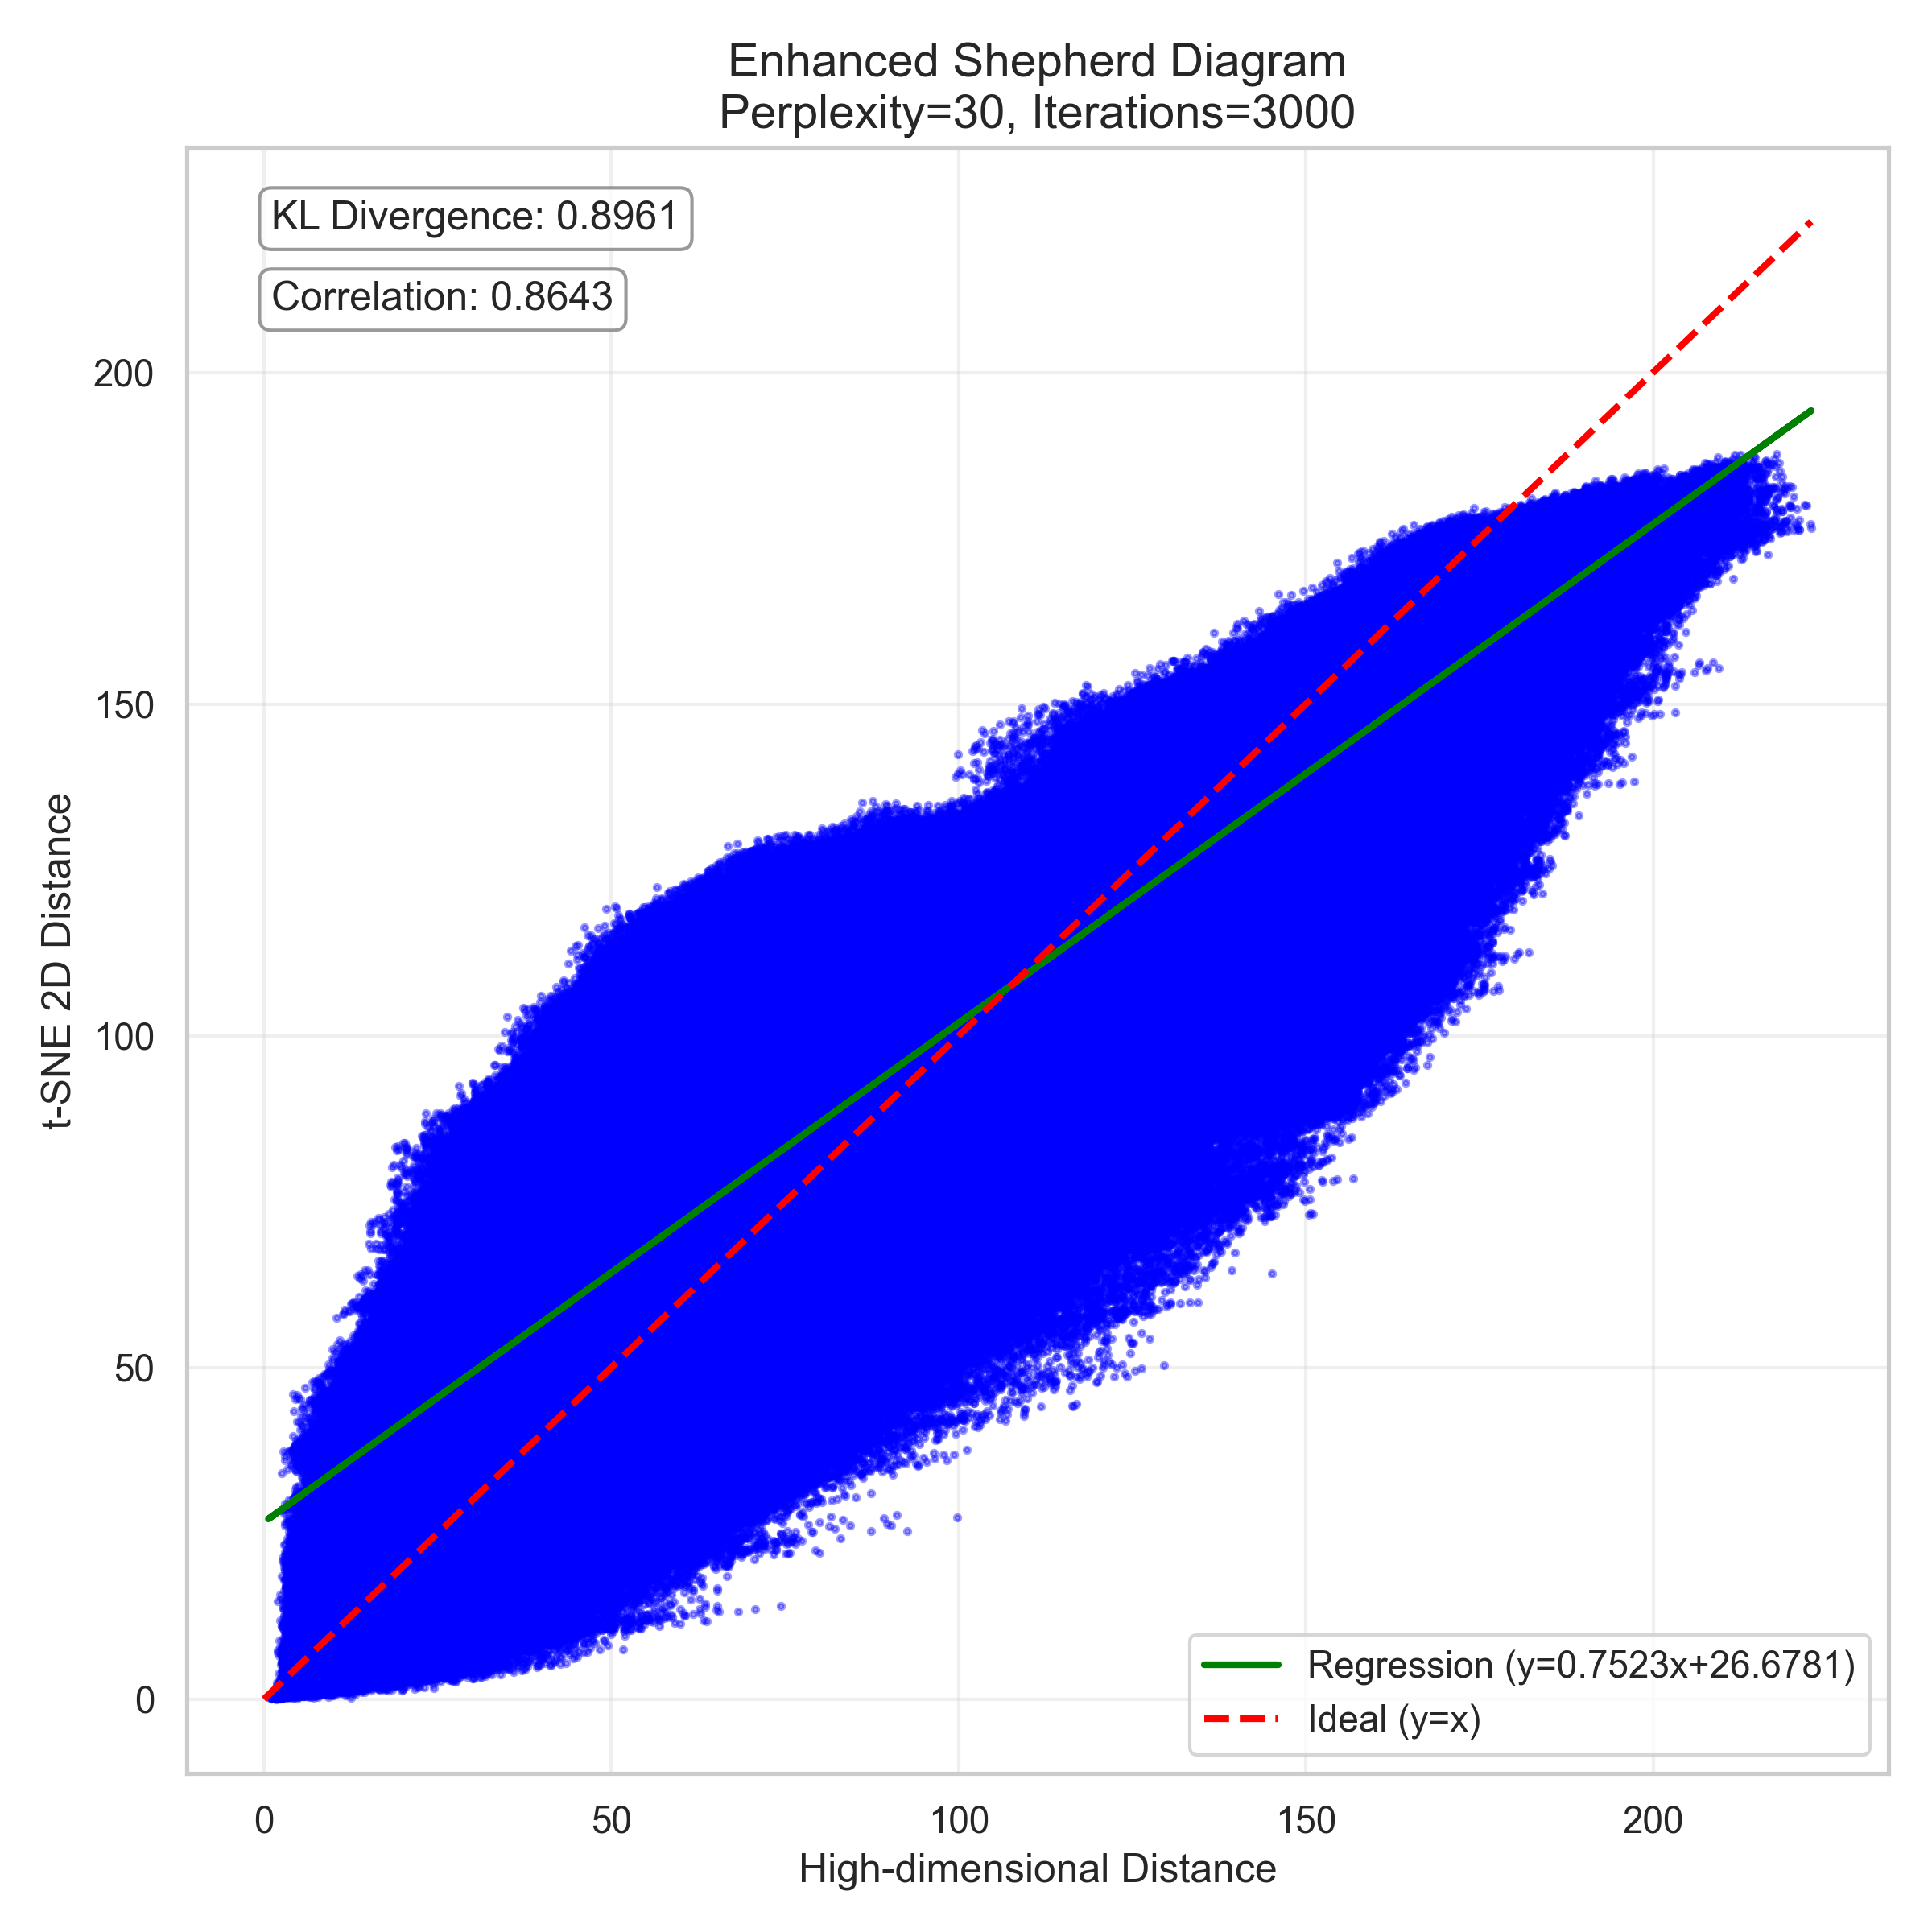 Enhanced Shepherd Diagram
Perplexity=30, Iterations=3000
KL Divergence: 0.8961
Correlation: 0.8643
200
150
100
50
0
t-SNE 2D Distance
Regression (y=0.7523x+26.6781)
Ideal (y=x)
0
50
100
150
200
High-dimensional Distance